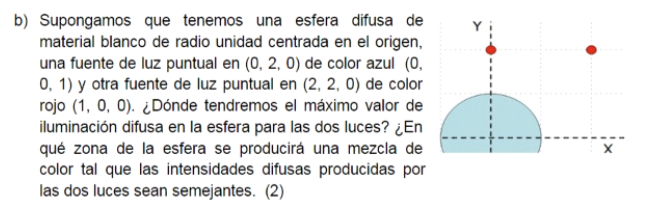 b) Supongamos que tenemos una esfera difusa de
material blanco de radio unidad centrada en el origen,
una fuente de luz puntual en (0, 2, 0) de color azul (0,
0, 1) y otra fuente de luz puntual en (2, 2, 0) de color
rojo (1, 0, 0). ¿Dónde tendremos el máximo valor de
iluminación difusa en la esfera para las dos luces? ¿En
qué zona de la esfera se producirá una mezcla de
color tal que las intensidades difusas producidas por
las dos luces sean semejantes. (2)
Y
X